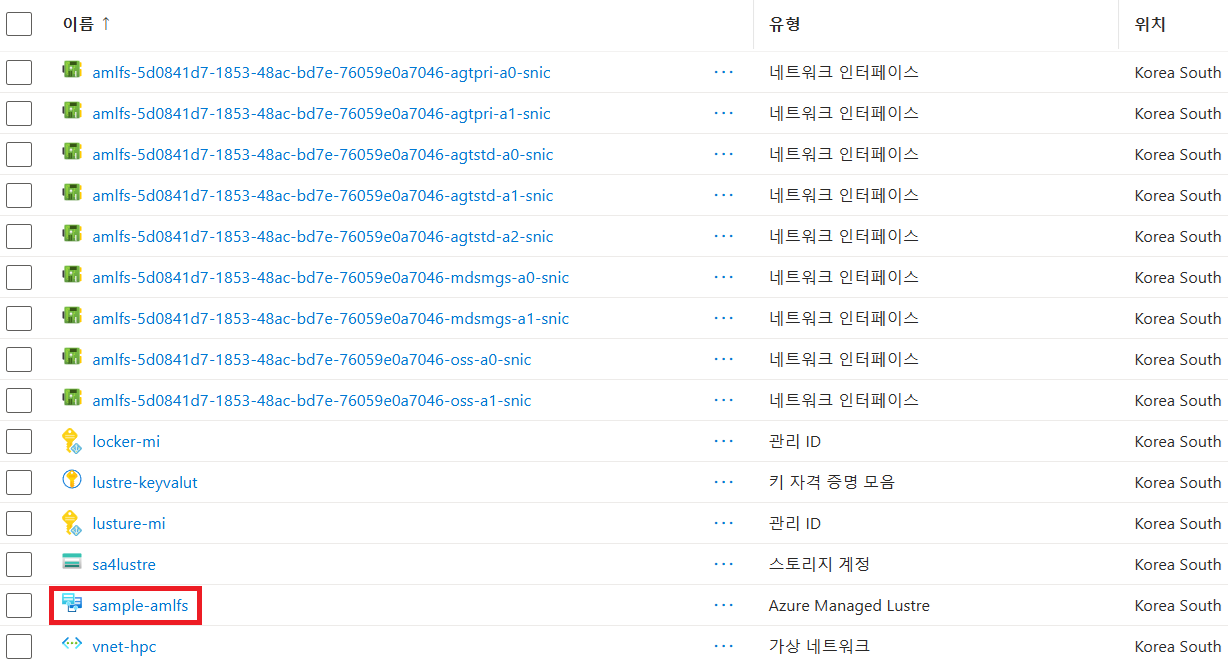 이름 ↑ 유형 위치
amlfs-5d0841d7-1853-48ac-bd7e-76059e0a7046-agtpri-a0-snic ··· 네트워크 인터페이스 Korea South
amlfs-5d0841d7-1853-48ac-bd7e-76059e0a7046-agtpri-a1-snic ··· 네트워크 인터페이스 Korea South
amlfs-5d0841d7-1853-48ac-bd7e-76059e0a7046-agtstd-a0-snic ··· 네트워크 인터페이스 Korea South
amlfs-5d0841d7-1853-48ac-bd7e-76059e0a7046-agtstd-a1-snic ··· 네트워크 인터페이스 Korea South
amlfs-5d0841d7-1853-48ac-bd7e-76059e0a7046-agtstd-a2-snic ··· 네트워크 인터페이스 Korea South
amlfs-5d0841d7-1853-48ac-bd7e-76059e0a7046-mdsmgs-a0-snic ··· 네트워크 인터페이스 Korea South
amlfs-5d0841d7-1853-48ac-bd7e-76059e0a7046-mdsmgs-a1-snic ··· 네트워크 인터페이스 Korea South
amlfs-5d0841d7-1853-48ac-bd7e-76059e0a7046-oss-a0-snic ··· 네트워크 인터페이스 Korea South
amlfs-5d0841d7-1853-48ac-bd7e-76059e0a7046-oss-a1-snic ··· 네트워크 인터페이스 Korea South
locker-mi ··· 관리 ID Korea South
lustre-keyvalut ··· 키 자격 증명 모음 Korea South
lusture-mi ··· 관리 ID Korea South
sa4lustre ··· 스토리지 계정 Korea South
sample-amlfs ··· Azure Managed Lustre Korea South
vnet-hpc ··· 가상 네트워크 Korea South